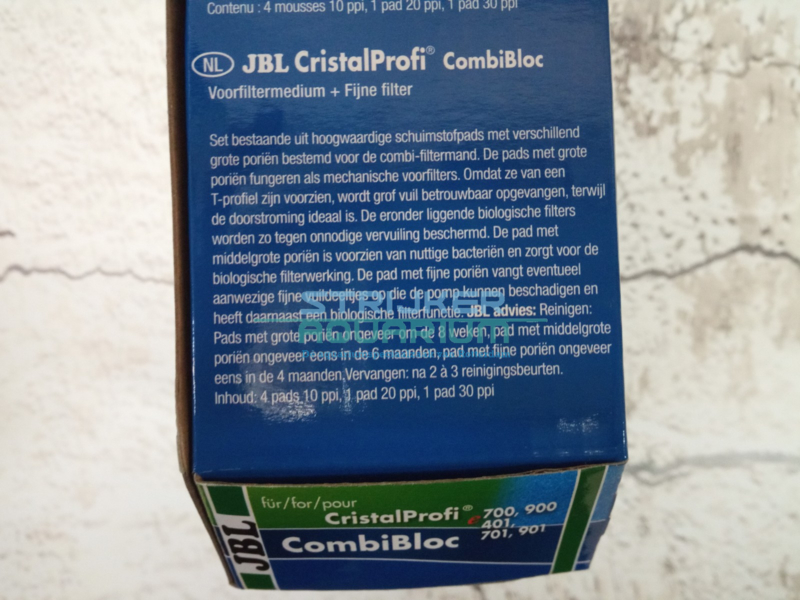 Contenu : 4 mousses 10 ppi, 1 pad 20 ppi, 1 pad 30 ppi
NL JBL CristalProfi® CombiBloc
Voorfiltermedium + Fijne filter
Set bestaande uit hoogwaardige schuimstofpads met verschillend
grote poriën bestemd voor de combi-filtermand. De pads met grote
poriën fungeren als mechanische voorfilters. Omdat ze van een
T-profiel zijn voorzien, wordt grof vuil betrouwbaar opgevangen, terwijl
de doorstroming ideaal is. De eronder liggende biologische filters
worden zo tegen onnodige vervuiling beschermd. De pad met
middelgrote poriën is voorzien van nuttige bacteriën en zorgt voor de
biologische filterwerking. De pad met fijne poriën vangt eventueel
aanwezige fijne vuildeeltjes op die de pomp kunnen beschadigen en
heeft daarnaast een biologische filterfunctie. JBL advies: Reinigen:
Pads met grote poriën ongeveer om de 8 weken, pad met middelgrote
poriën ongeveer eens in de 6 maanden, pad met fijne poriën ongeveer
eens in de 4 maanden. Vervangen: na 2 à 3 reinigingsbeurten.
Inhoud: 4 pads 10 ppi, 1 pad 20 ppi, 1 pad 30 ppi
STRIJKER
AQUARIUM
für/for/pour
CristalProfi® e 700, 900
401,
701, 901
JBL CombiBloc